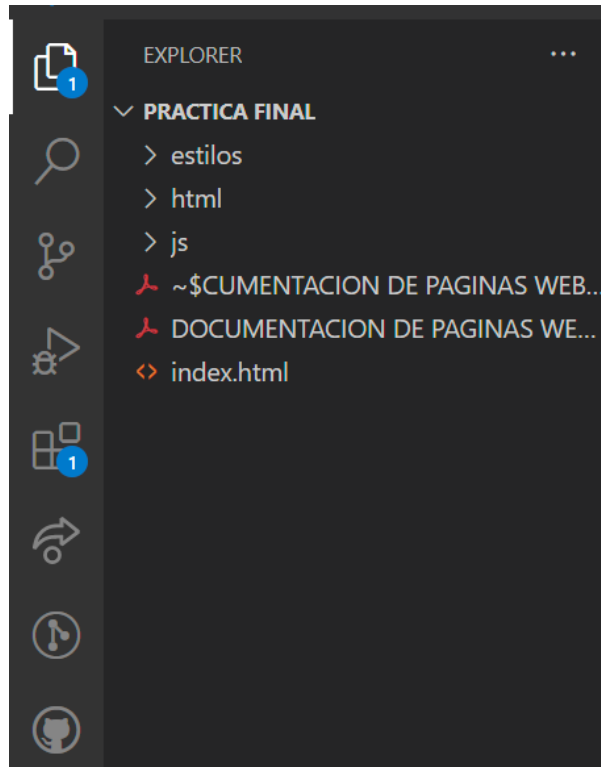 EXPLORER ...
1
PRACTICA FINAL
estilos
html
js
~$CUMENTACION DE PAGINAS WEB...
DOCUMENTACION DE PAGINAS WE...
index.html
1